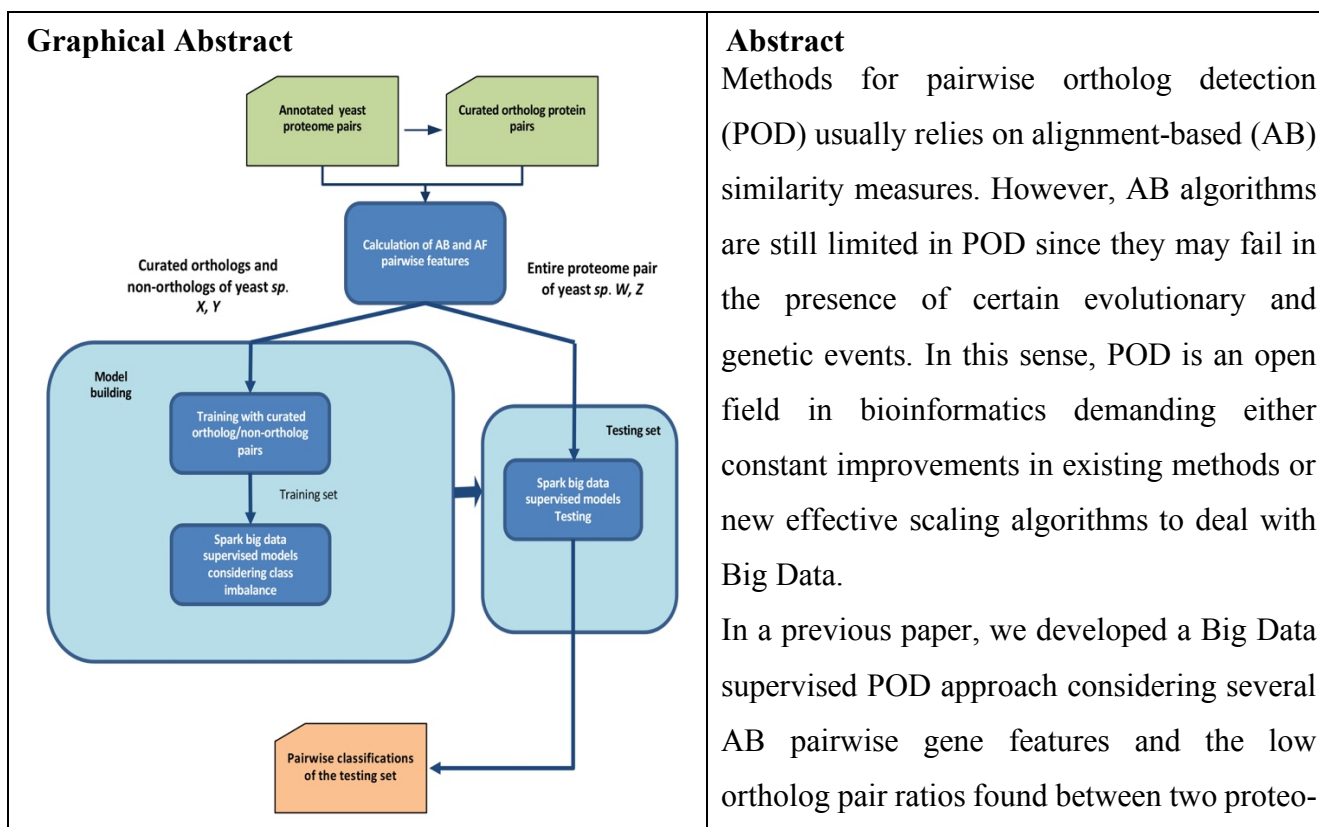 Graphical Abstract
Annotated yeast
proteome pairs
Curated ortholog protein
pairs
Calculation of AB and AF
pairwise features
Curated orthologs and
non-orthologs of yeast sp.
X, Y
Entire proteome pair
of yeast sp. W, Z
Model
building
Training with curated
ortholog/non-ortholog
pairs
Training set
Spark big data
supervised models
considering class
imbalance
Testing set
Spark big data
supervised models
Testing
Pairwise classifications
of the testing set
Abstract
Methods for pairwise ortholog detection
(POD) usually relies on alignment-based (AB)
similarity measures. However, AB algorithms
are still limited in POD since they may fail in
the presence of certain evolutionary and
genetic events. In this sense, POD is an open
field in bioinformatics demanding either
constant improvements in existing methods or
new effective scaling algorithms to deal with
Big Data.
In a previous paper, we developed a Big Data
supervised POD approach considering several
AB pairwise gene features and the low
ortholog pair ratios found between two proteo-